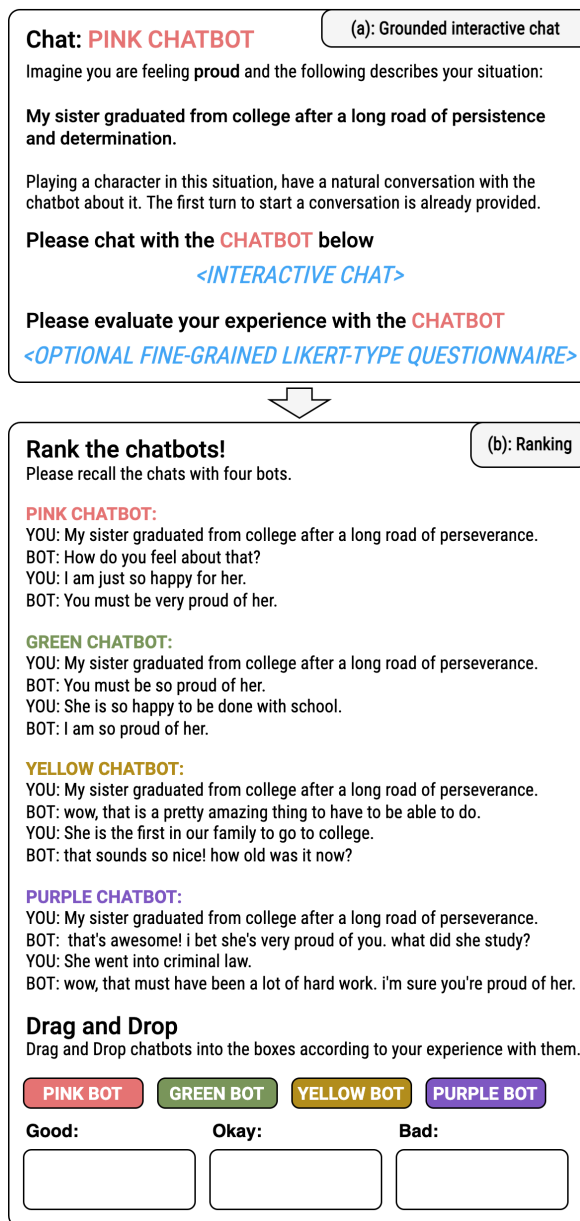 Chat: PINK CHATBOT
(a): Grounded interactive chat
Imagine you are feeling proud and the following describes your situation:
My sister graduated from college after a long road of persistence
and determination.
Playing a character in this situation, have a natural conversation with the
chatbot about it. The first turn to start a conversation is already provided.
Please chat with the CHATBOT below
<INTERACTIVE CHAT>
Please evaluate your experience with the CHATBOT
<OPTIONAL FINE-GRAINED LIKERT-TYPE QUESTIONNAIRE>
Rank the chatbots!
(b): Ranking
Please recall the chats with four bots.
PINK CHATBOT:
YOU: My sister graduated from college after a long road of perseverance.
BOT: How do you feel about that?
YOU: I am just so happy for her.
BOT: You must be very proud of her.
GREEN CHATBOT:
YOU: My sister graduated from college after a long road of perseverance.
BOT: You must be so proud of her.
YOU: She is so happy to be done with school.
BOT: I am so proud of her.
YELLOW CHATBOT:
YOU: My sister graduated from college after a long road of perseverance.
BOT: wow, that is a pretty amazing thing to have to be able to do.
YOU: She is the first in our family to go to college.
BOT: that sounds so nice! how old was it now?
PURPLE CHATBOT:
YOU: My sister graduated from college after a long road of perseverance.
BOT: that's awesome! i bet she's very proud of you. what did she study?
YOU: She went into criminal law.
BOT: wow, that must have been a lot of hard work. i'm sure you're proud of her.
Drag and Drop
Drag and Drop chatbots into the boxes according to your experience with them.
PINK BOT GREEN BOT YELLOW BOT PURPLE BOT
Good: Okay: Bad: